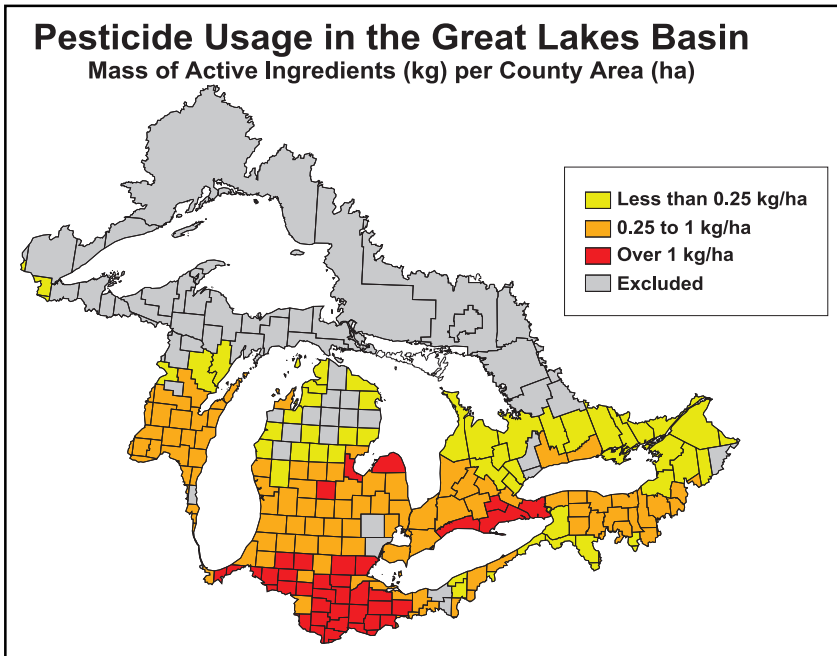 Pesticide Usage in the Great Lakes Basin
Mass of Active Ingredients (kg) per County Area (ha)
Less than 0.25 kg/ha
0.25 to 1 kg/ha
Over 1 kg/ha
Excluded